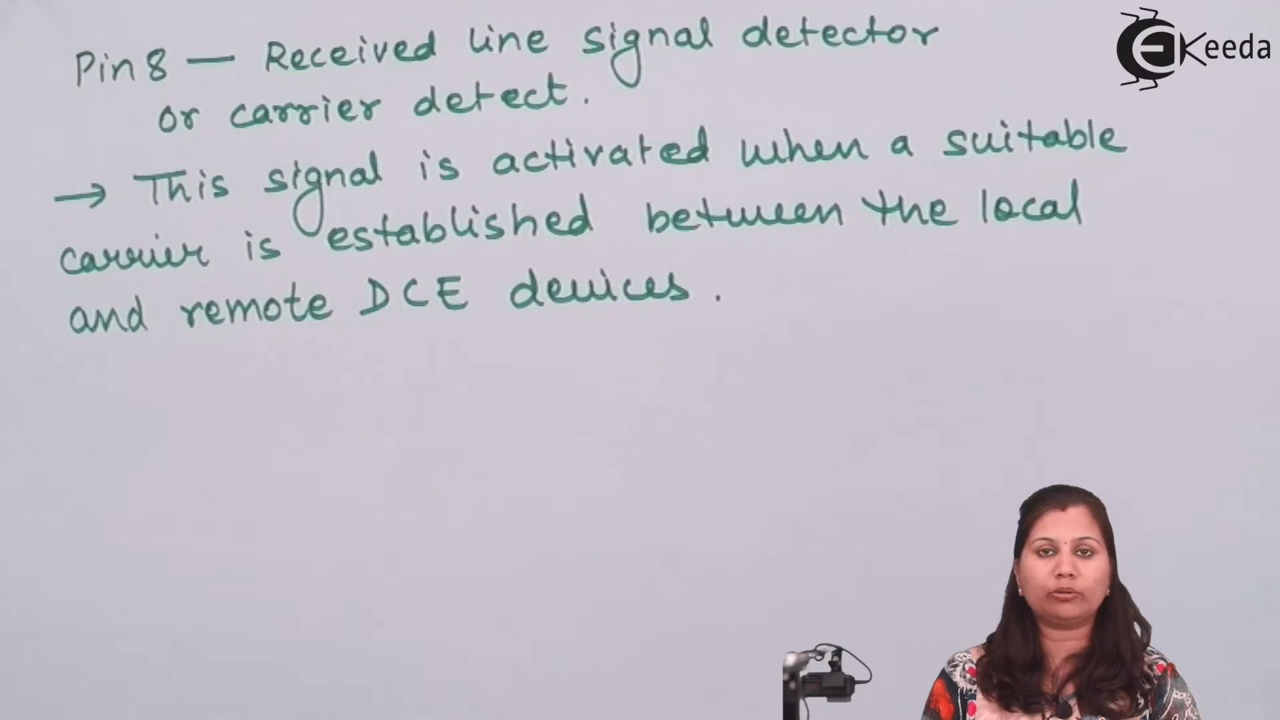 Pin 8 — Received line signal detector
or carrier detect.
→ This signal is activated when a suitable
carrier is established between the local
and remote DCE devices.
EKeeda